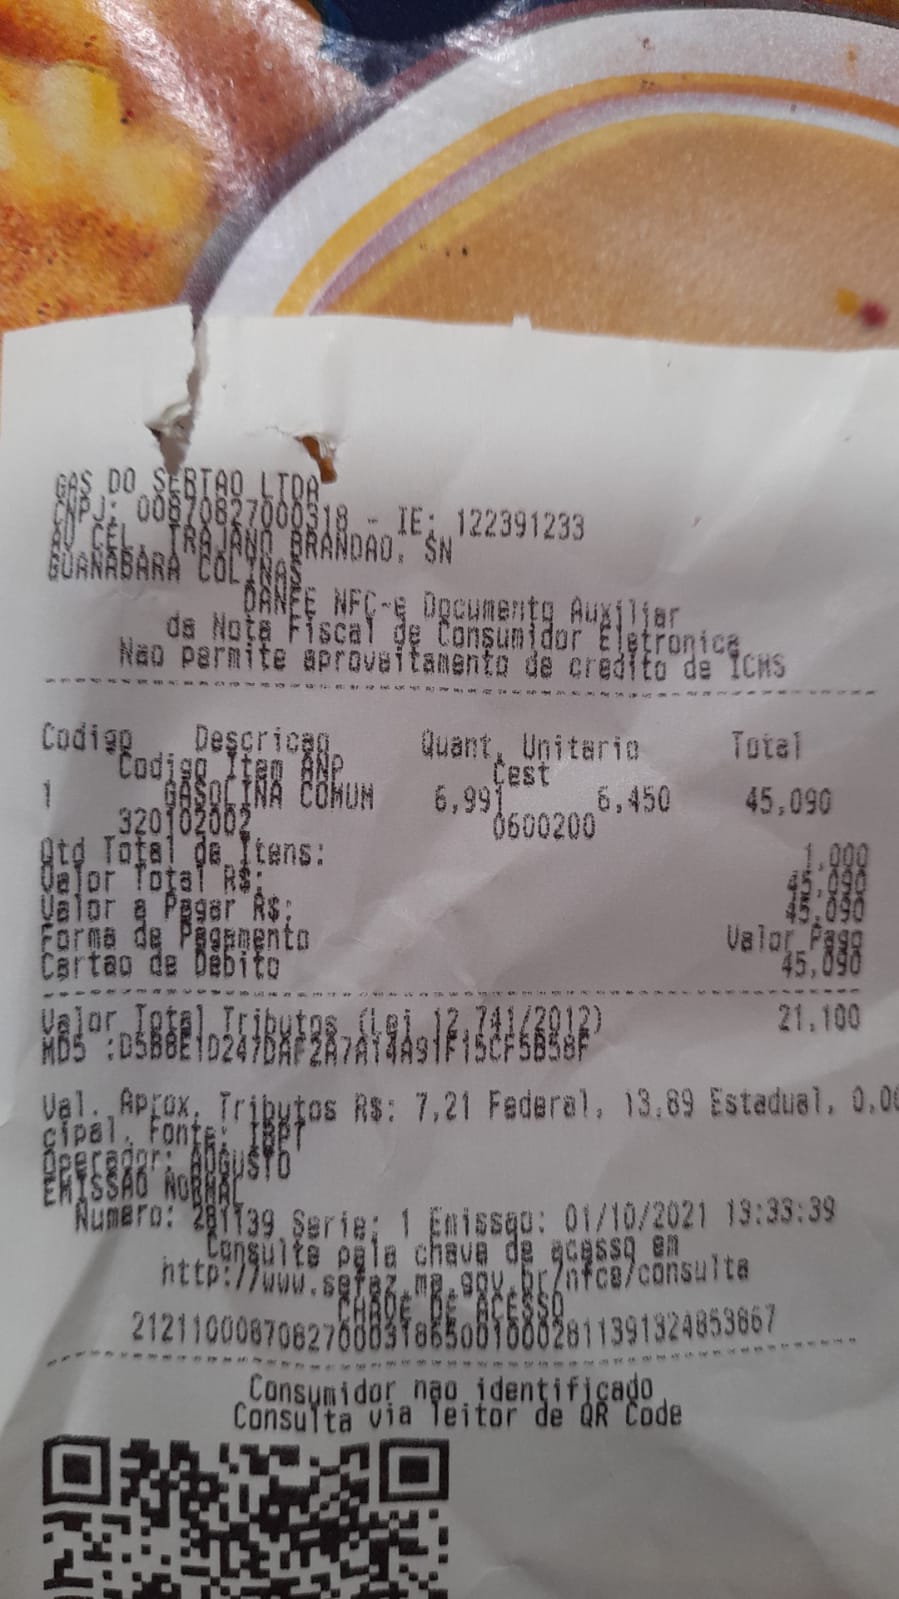 GAS DO SERTAO LTDA
CNPJ: 00870827000318 - IE: 122391233
AV CEL. TRAJANO BRANDAO, SN
GUANABARA COLINAS
DANFE NFC-e Documento Auxiliar
da Nota Fiscal de Consumidor Eletronica
Nao permite aproveitamento de credito de ICMS
Codigo Descricao Quant. Unitario Total
Codigo Item ANP Cest
1 GASOLINA COMUM 6,991 6,450 45,090
320102002 0600200
Qtd Total de Itens: 1,000
Valor Total R$: 45,090
Valor a Pagar R$: 45,090
Forma de Pagamento Valor Pago
Cartao de Debito 45,090
Valor Total Tributos (Lei 12.741/2012) 21,100
MD5 :D5B8E1D247DAF2A7A14A91F15CF5B58F
Val. Aprox. Tributos R$: 7,21 Federal, 13,89 Estadual, 0,00
cipal. Fonte: IBPT
Operador: AUGUSTO
EMISSAO NORMAL
Numero: 281139 Serie: 1 Emissao: 01/10/2021 13:33:39
Consulte pela chave de acesso em
http://www.sefaz.ma.gov.br/nfce/consulta
CHAVE DE ACESSO
21211000870827000318650010002811391324853867
Consumidor nao identificado
Consulta via leitor de QR Code